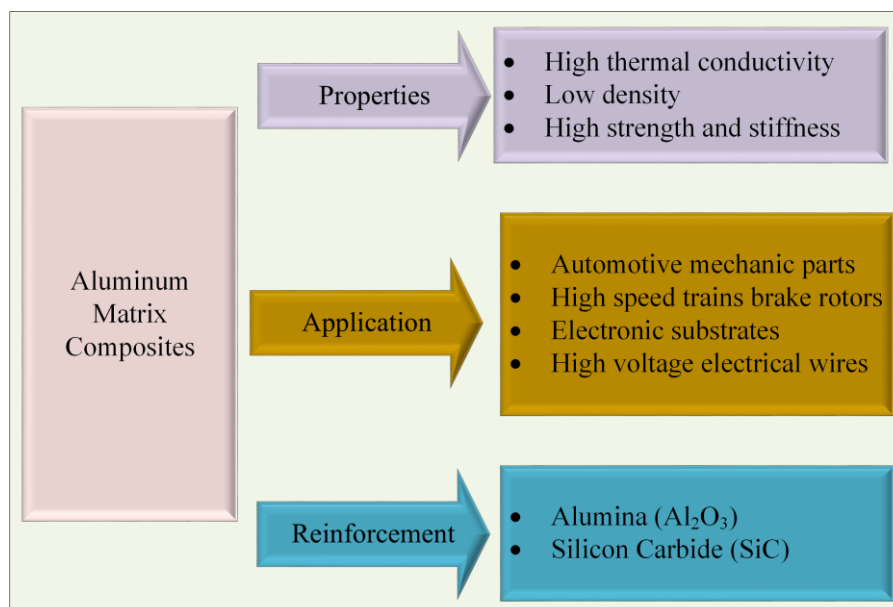 Aluminum
Matrix
Composites
Properties
• High thermal conductivity
• Low density
• High strength and stiffness
Application
• Automotive mechanic parts
• High speed trains brake rotors
• Electronic substrates
• High voltage electrical wires
Reinforcement
• Alumina (Al₂O₃)
• Silicon Carbide (SiC)